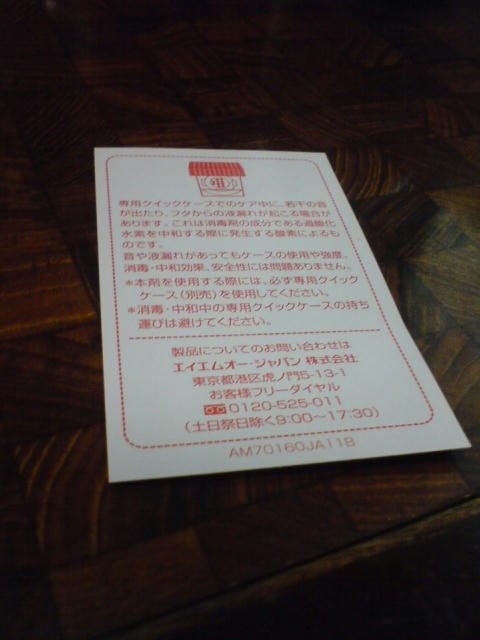 専用クイックケースでのケア中に、若干の音
が出たり、フタからの液漏れが起こる場合が
あります。これは消毒剤の成分である過酸化
水素を中和する際に発生する酸素によるも
のです。
音や液漏れがあってもケースの使用や強度、
消毒・中和効果、安全性には問題ありません。
*本剤を使用する際には、必ず専用クイック
ケース(別売)を使用してください。
*消毒・中和中の専用クイックケースの持ち
運びは避けてください。
製品についてのお問い合わせは
エイエムオー・ジャパン 株式会社
東京都港区虎ノ門5-13-1
お客様フリーダイヤル
0120-525-011
(土日祭日除く9:00〜17:30)
AM70160JA11B